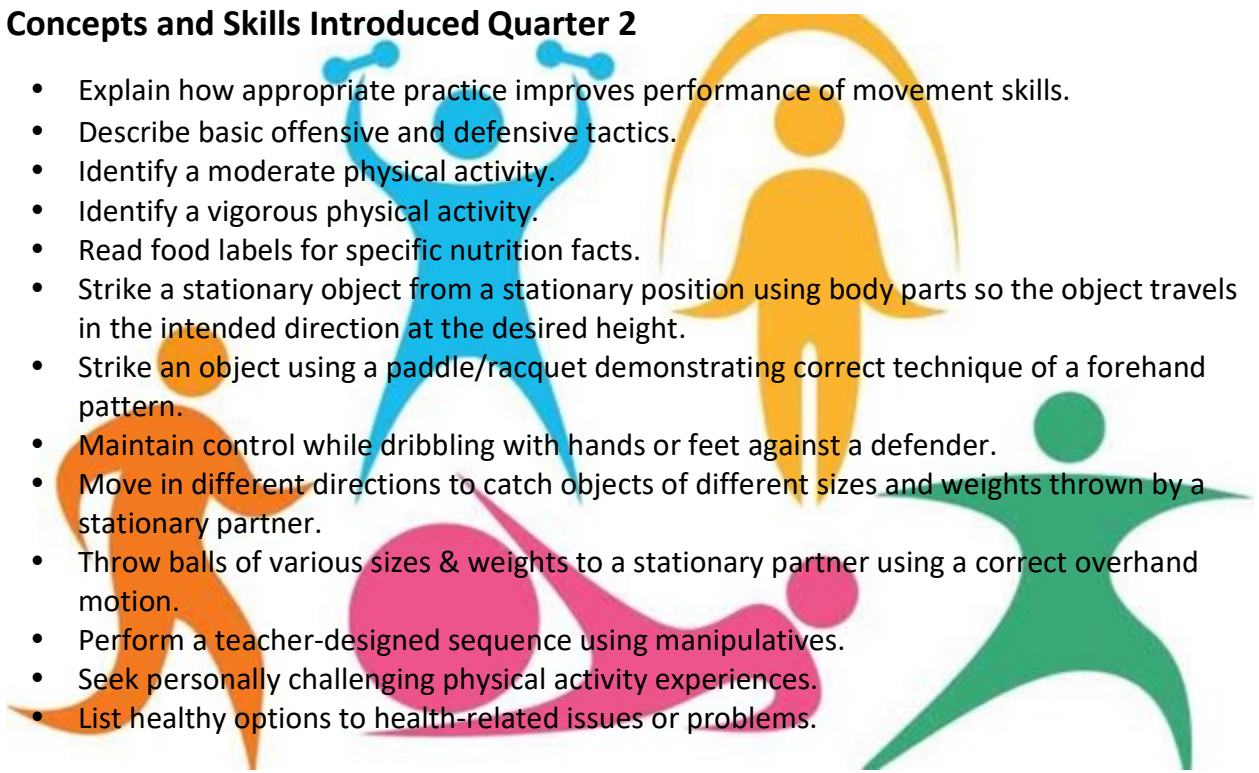 Concepts and Skills Introduced Quarter 2
• Explain how appropriate practice improves performance of movement skills.
• Describe basic offensive and defensive tactics.
• Identify a moderate physical activity.
• Identify a vigorous physical activity.
• Read food labels for specific nutrition facts.
• Strike a stationary object from a stationary position using body parts so the object travels
in the intended direction at the desired height.
• Strike an object using a paddle/racquet demonstrating correct technique of a forehand
pattern.
• Maintain control while dribbling with hands or feet against a defender.
• Move in different directions to catch objects of different sizes and weights thrown by a
stationary partner.
• Throw balls of various sizes & weights to a stationary partner using a correct overhand
motion.
• Perform a teacher-designed sequence using manipulatives.
• Seek personally challenging physical activity experiences.
• List healthy options to health-related issues or problems.